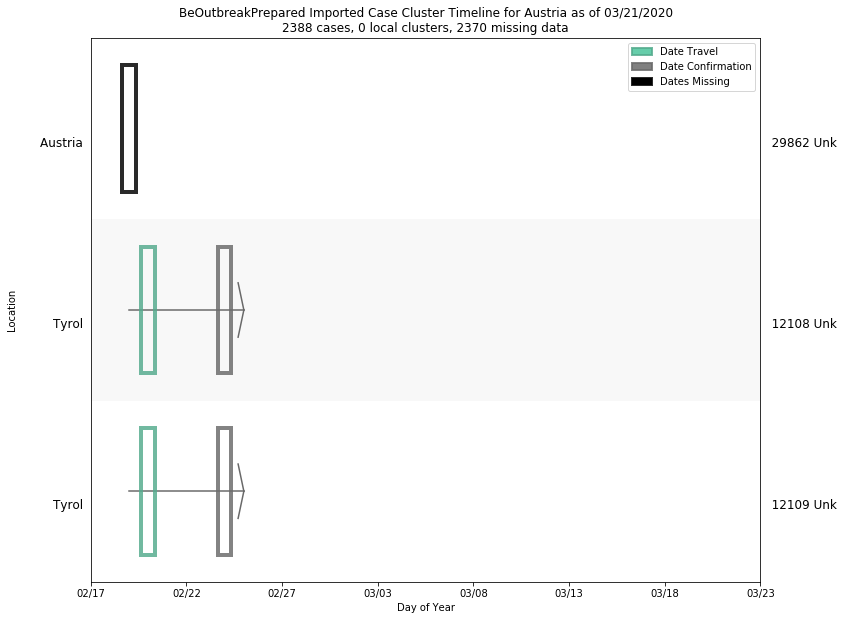 BeOutbreakPrepared Imported Case Cluster Timeline for Austria as of 03/21/2020
2388 cases, 0 local clusters, 2370 missing data
Date Travel
Date Confirmation
Dates Missing
Austria
29862 Unk
Location
Tyrol
12108 Unk
Tyrol
12109 Unk
02/17 02/22 02/27 03/03 03/08 03/13 03/18 03/23
Day of Year